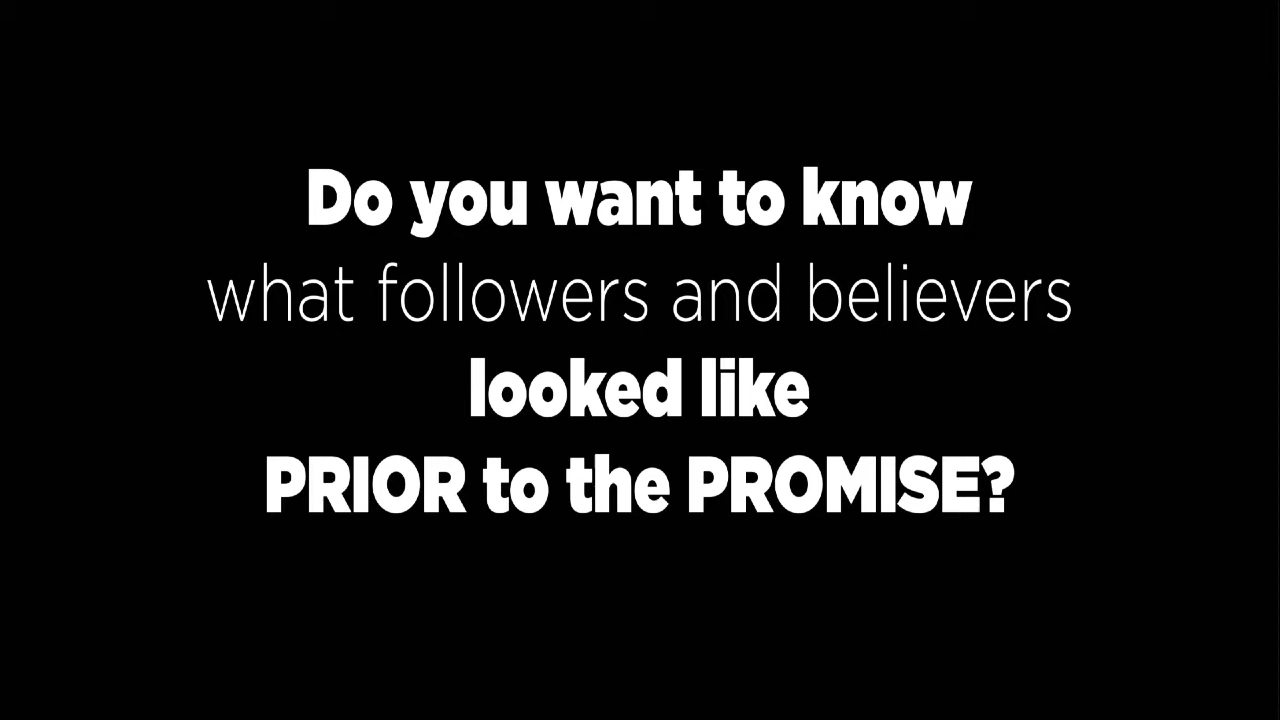 Do you want to know
what followers and believers
looked like
PRIOR to the PROMISE?